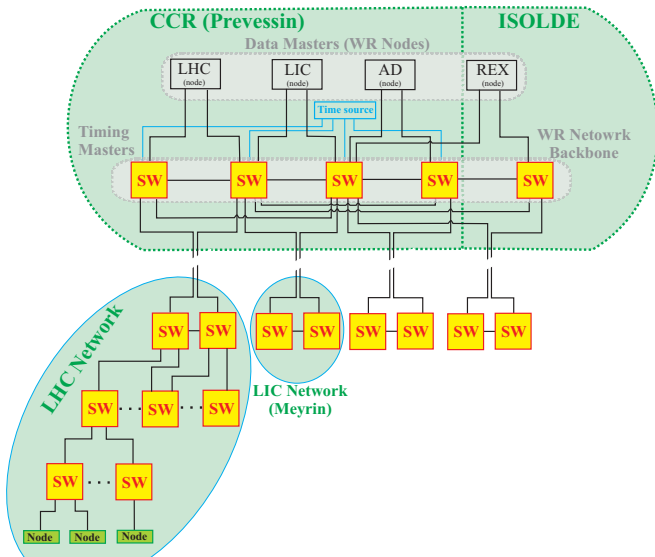 CCR (Prevessin)
ISOLDE
Data Masters (WR Nodes)
LHC
(node)
LIC
(node)
AD
(node)
REX
(node)
Time source
Timing
Masters
WR Netowrk
Backbone
SW
SW
SW
SW
SW
SW
SW
SW
SW
SW
SW
SW
SW
LHC Network
LIC Network
(Meyrin)
SW
· · ·
SW
· · ·
SW
SW
· · ·
SW
Node
Node
Node